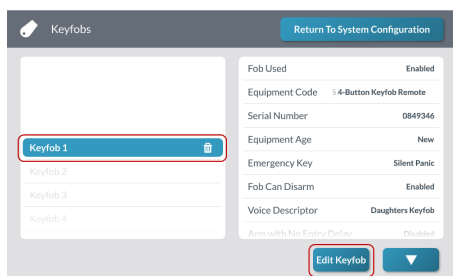 Keyfobs
Return To System Configuration
Fob Used Enabled
Equipment Code 5 4-Button Keyfob Remote
Serial Number 0849346
Equipment Age New
Keyfob 1
Emergency Key Silent Panic
Keyfob 2
Fob Can Disarm Enabled
Keyfob 3
Voice Descriptor Daughters Keyfob
Keyfob 4
Arm with No Entry Delay Disabled
Edit Keyfob